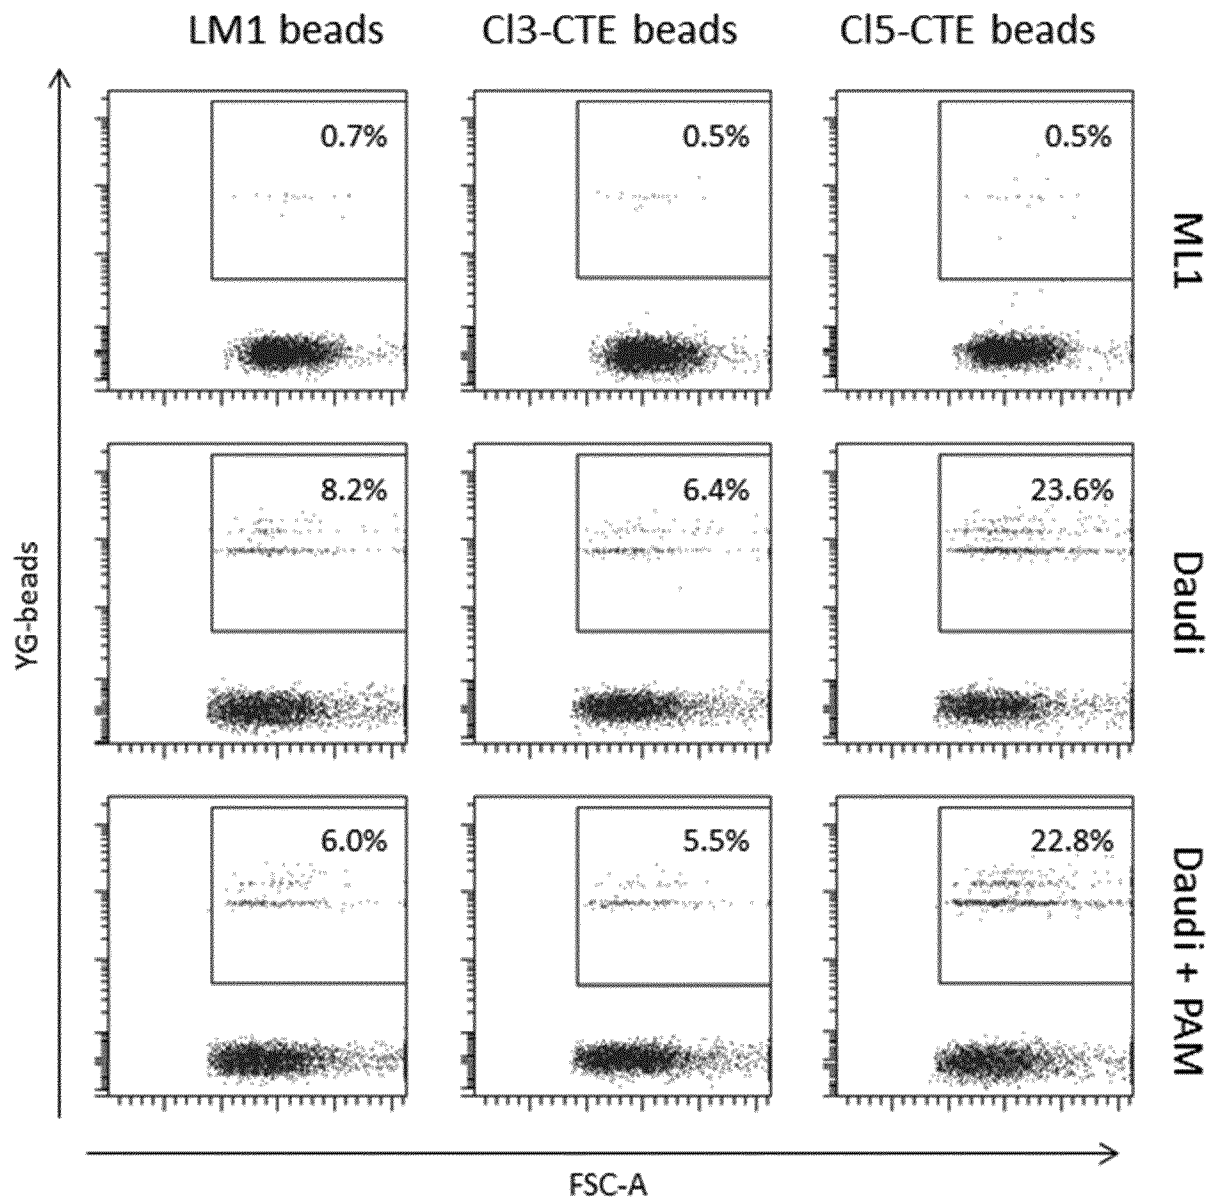 LM1 beads Cl3-CTE beads Cl5-CTE beads
0.7% 0.5% 0.5%
ML1
8.2% 6.4% 23.6%
Daudi
YG-beads
6.0% 5.5% 22.8%
Daudi + PAM
FSC-A